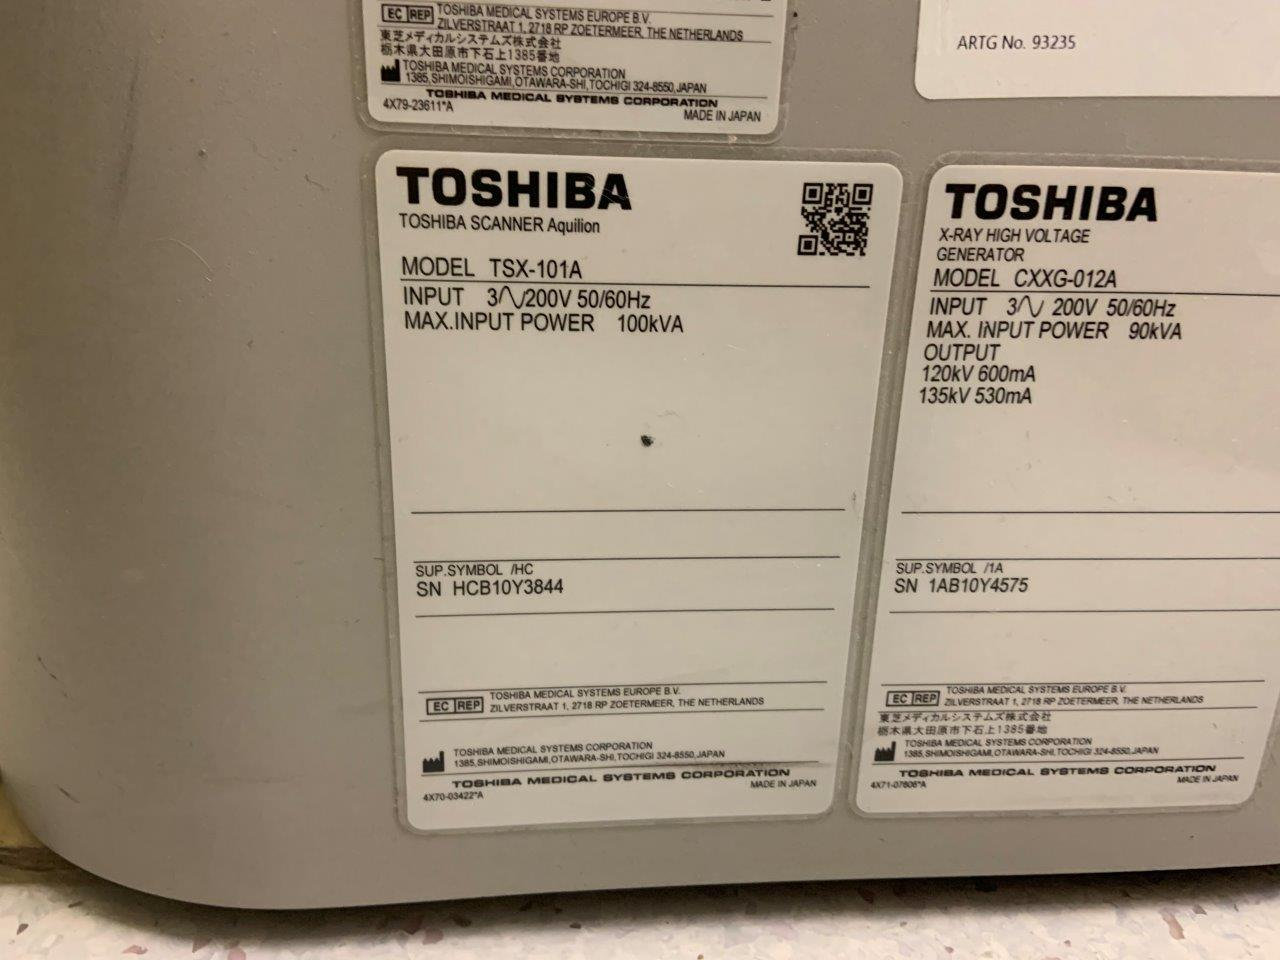 EC REP TOSHIBA MEDICAL SYSTEMS EUROPE B.V.
ZILVERSTRAAT 1, 2718 RP ZOETERMEER, THE NETHERLANDS
東芝メディカルシステムズ株式会社
栃木県大田原市下石上1385番地
TOSHIBA MEDICAL SYSTEMS CORPORATION
1385,SHIMOISHIGAMI,OTAWARA-SHI,TOCHIGI 324-8550,JAPAN
TOSHIBA MEDICAL SYSTEMS CORPORATION
4X79-23611*A
MADE IN JAPAN
ARTG No. 93235
TOSHIBA
TOSHIBA SCANNER Aquilion
MODEL TSX-101A
INPUT 3∿200V 50/60Hz
MAX.INPUT POWER 100kVA
SUP.SYMBOL /HC
SN HCB10Y3844
EC REP TOSHIBA MEDICAL SYSTEMS EUROPE B.V.
ZILVERSTRAAT 1, 2718 RP ZOETERMEER, THE NETHERLANDS
TOSHIBA MEDICAL SYSTEMS CORPORATION
1385,SHIMOISHIGAMI,OTAWARA-SHI,TOCHIGI 324-8550,JAPAN
TOSHIBA MEDICAL SYSTEMS CORPORATION
4X70-03422*A
MADE IN JAPAN
TOSHIBA
X-RAY HIGH VOLTAGE
GENERATOR
MODEL CXXG-012A
INPUT 3∿ 200V 50/60Hz
MAX. INPUT POWER 90kVA
OUTPUT
120kV 600mA
135kV 530mA
SUP.SYMBOL /1A
SN 1AB10Y4575
EC REP TOSHIBA MEDICAL SYSTEMS EUROPE B.V.
ZILVERSTRAAT 1, 2718 RP ZOETERMEER, THE NETHERLANDS
東芝メディカルシステムズ株式会社
栃木県大田原市下石上1385番地
TOSHIBA MEDICAL SYSTEMS CORPORATION
1385,SHIMOISHIGAMI,OTAWARA-SHI,TOCHIGI 324-8550,JAPAN
TOSHIBA MEDICAL SYSTEMS CORPORATION
4X71-07606*A
MADE IN JAPAN